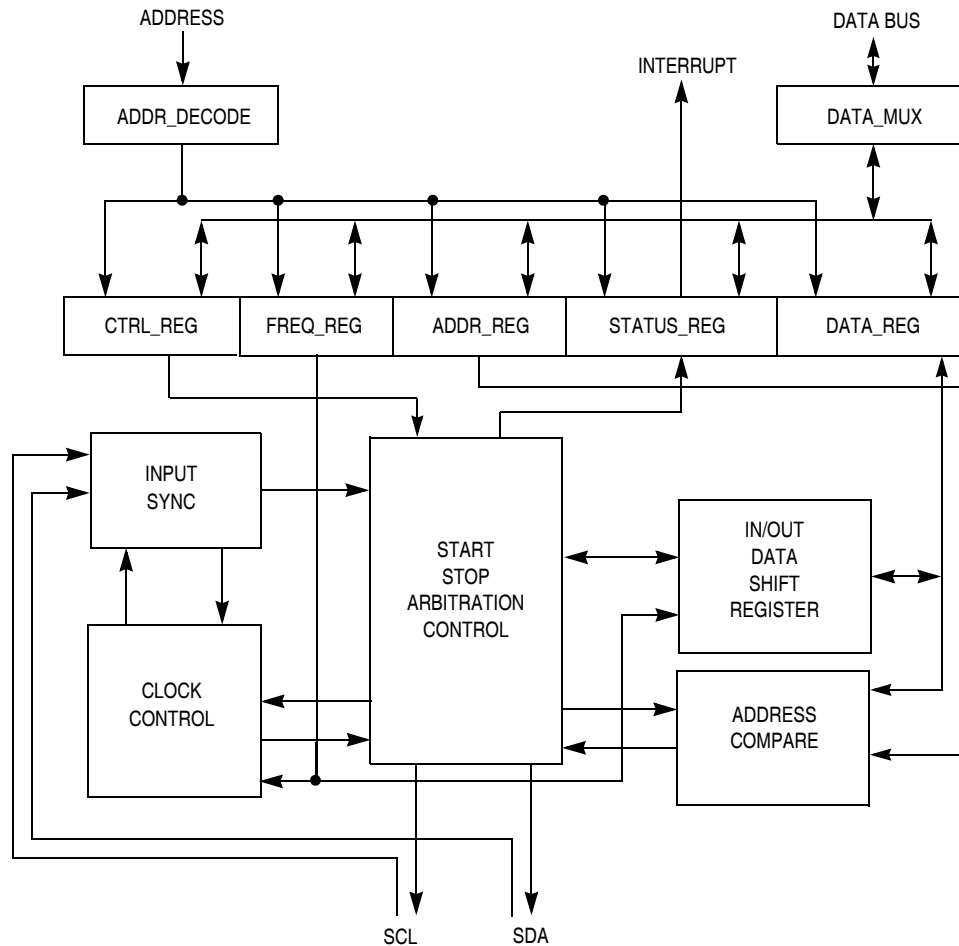 ADDRESS
DATA BUS
INTERRUPT
ADDR_DECODE
DATA_MUX
CTRL_REG
FREQ_REG
ADDR_REG
STATUS_REG
DATA_REG
INPUT
SYNC
START
STOP
ARBITRATION
CONTROL
IN/OUT
DATA
SHIFT
REGISTER
CLOCK
CONTROL
ADDRESS
COMPARE
SCL
SDA